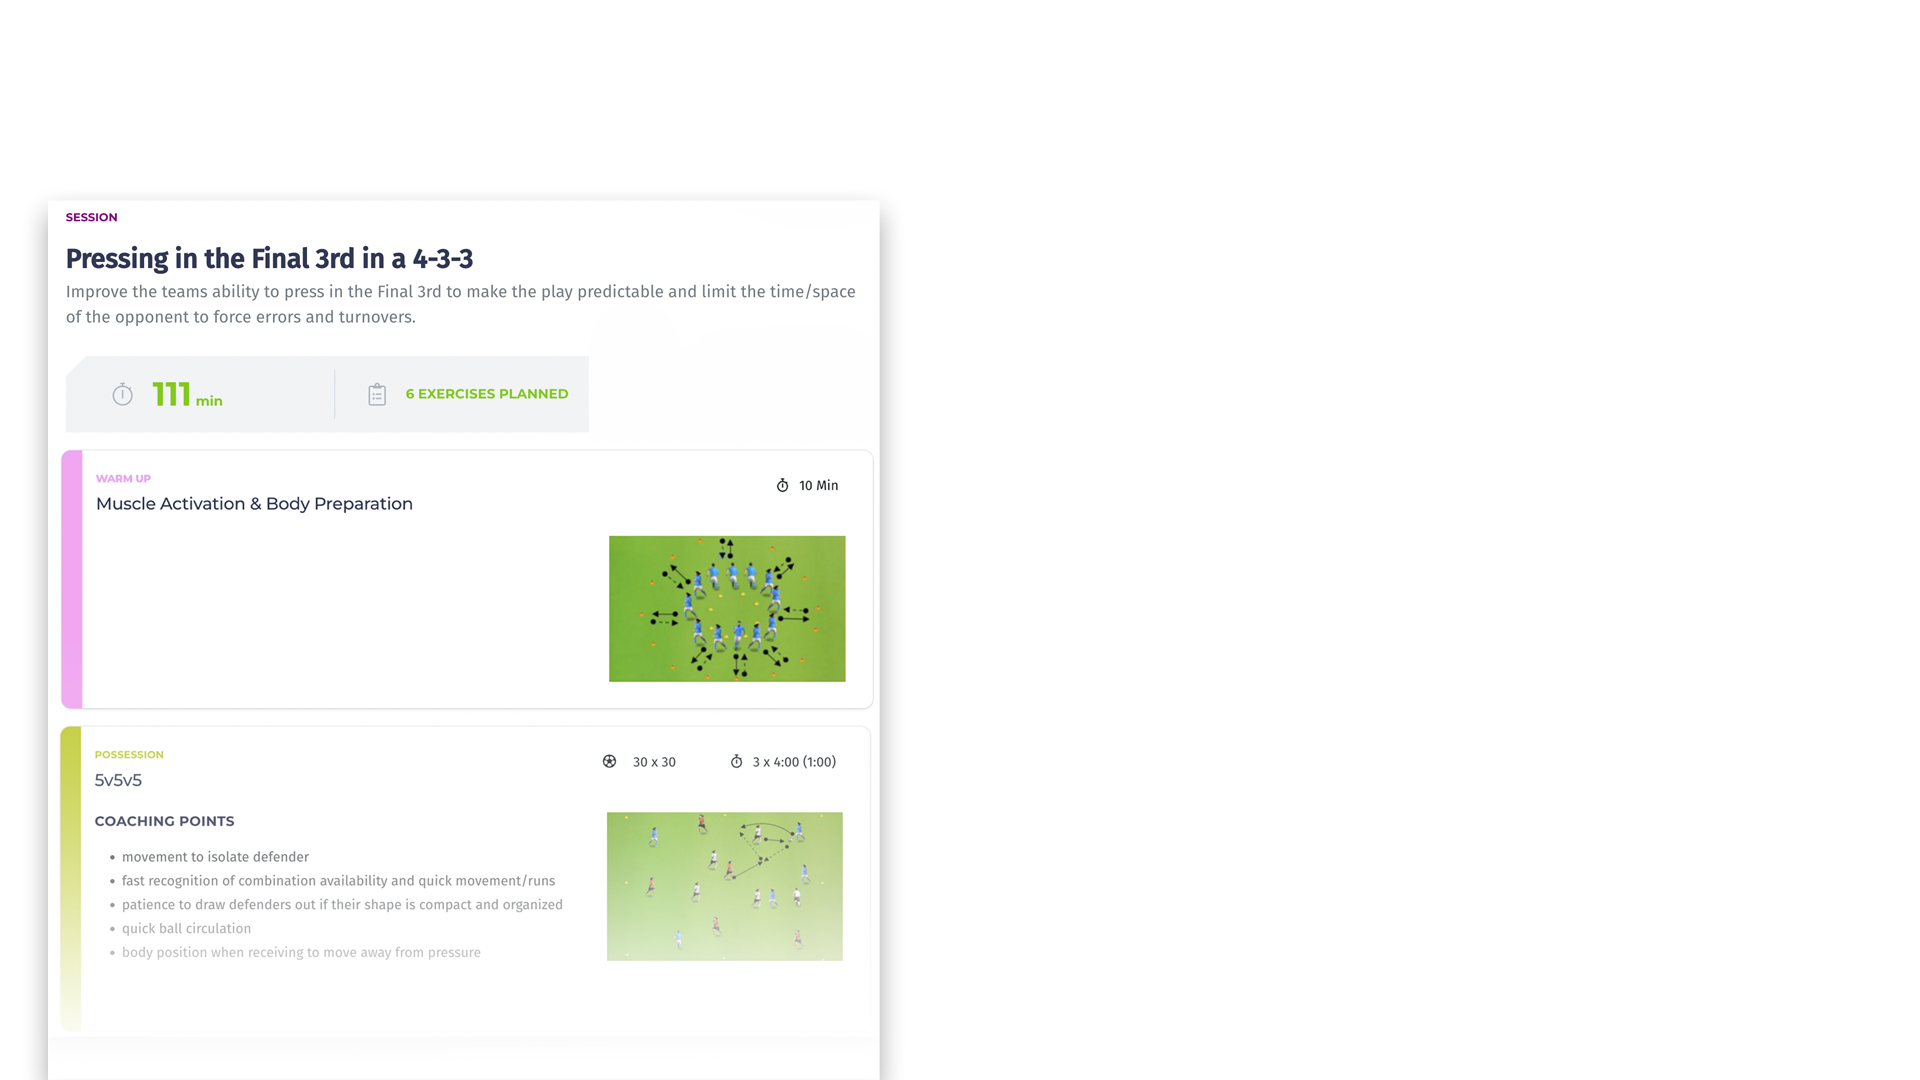 SESSION
Pressing in the Final 3rd in a 4-3-3
Improve the teams ability to press in the Final 3rd to make the play predictable and limit the time/space
of the opponent to force errors and turnovers.
111 min
6 EXERCISES PLANNED
WARM UP
10 Min
Muscle Activation & Body Preparation
POSSESSION
30 x 30
3 x 4:00 (1:00)
5v5v5
COACHING POINTS
• movement to isolate defender
• fast recognition of combination availability and quick movement/runs
• patience to draw defenders out if their shape is compact and organized
• quick ball circulation
• body position when receiving to move away from pressure